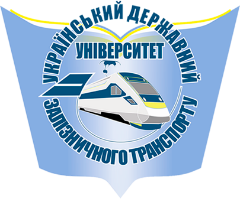 УКРАЇНСЬКИЙ ДЕРЖАВНИЙ
УНІВЕРСИТЕТ
ЗАЛІЗНИЧНОГО ТРАНСПОРТУ